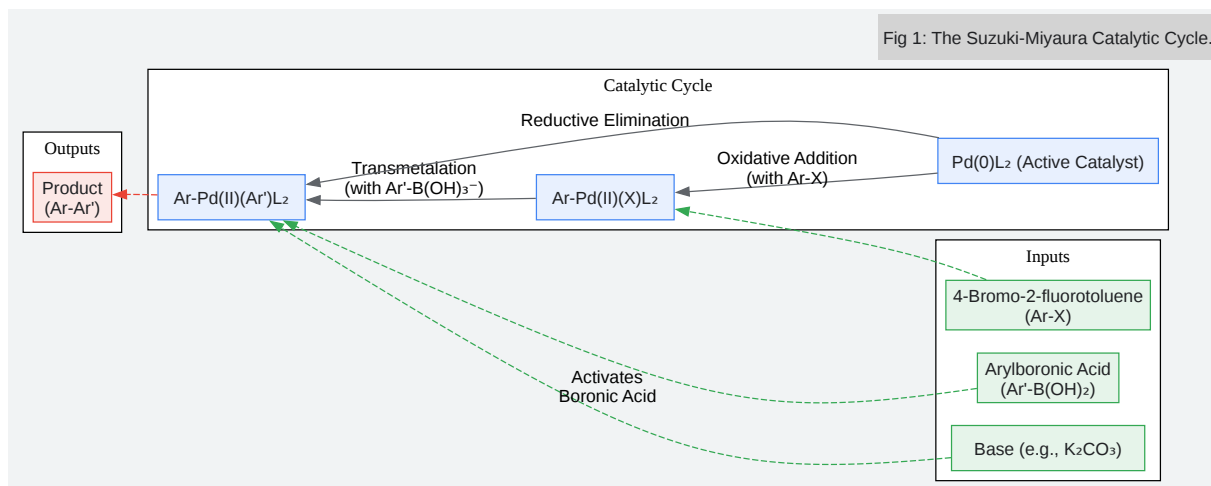 Fig 1: The Suzuki-Miyaura Catalytic Cycle.
Catalytic Cycle
Reductive Elimination
Outputs
Product
(Ar-Ar')
Ar-Pd(II)(Ar')L₂
Transmetalation
(with Ar'-B(OH)₃⁻)
Ar-Pd(II)(X)L₂
Oxidative Addition
(with Ar-X)
Pd(0)L₂ (Active Catalyst)
Inputs
4-Bromo-2-fluorotoluene
(Ar-X)
Arylboronic Acid
(Ar'-B(OH)₂)
Activates
Boronic Acid
Base (e.g., K₂CO₃)